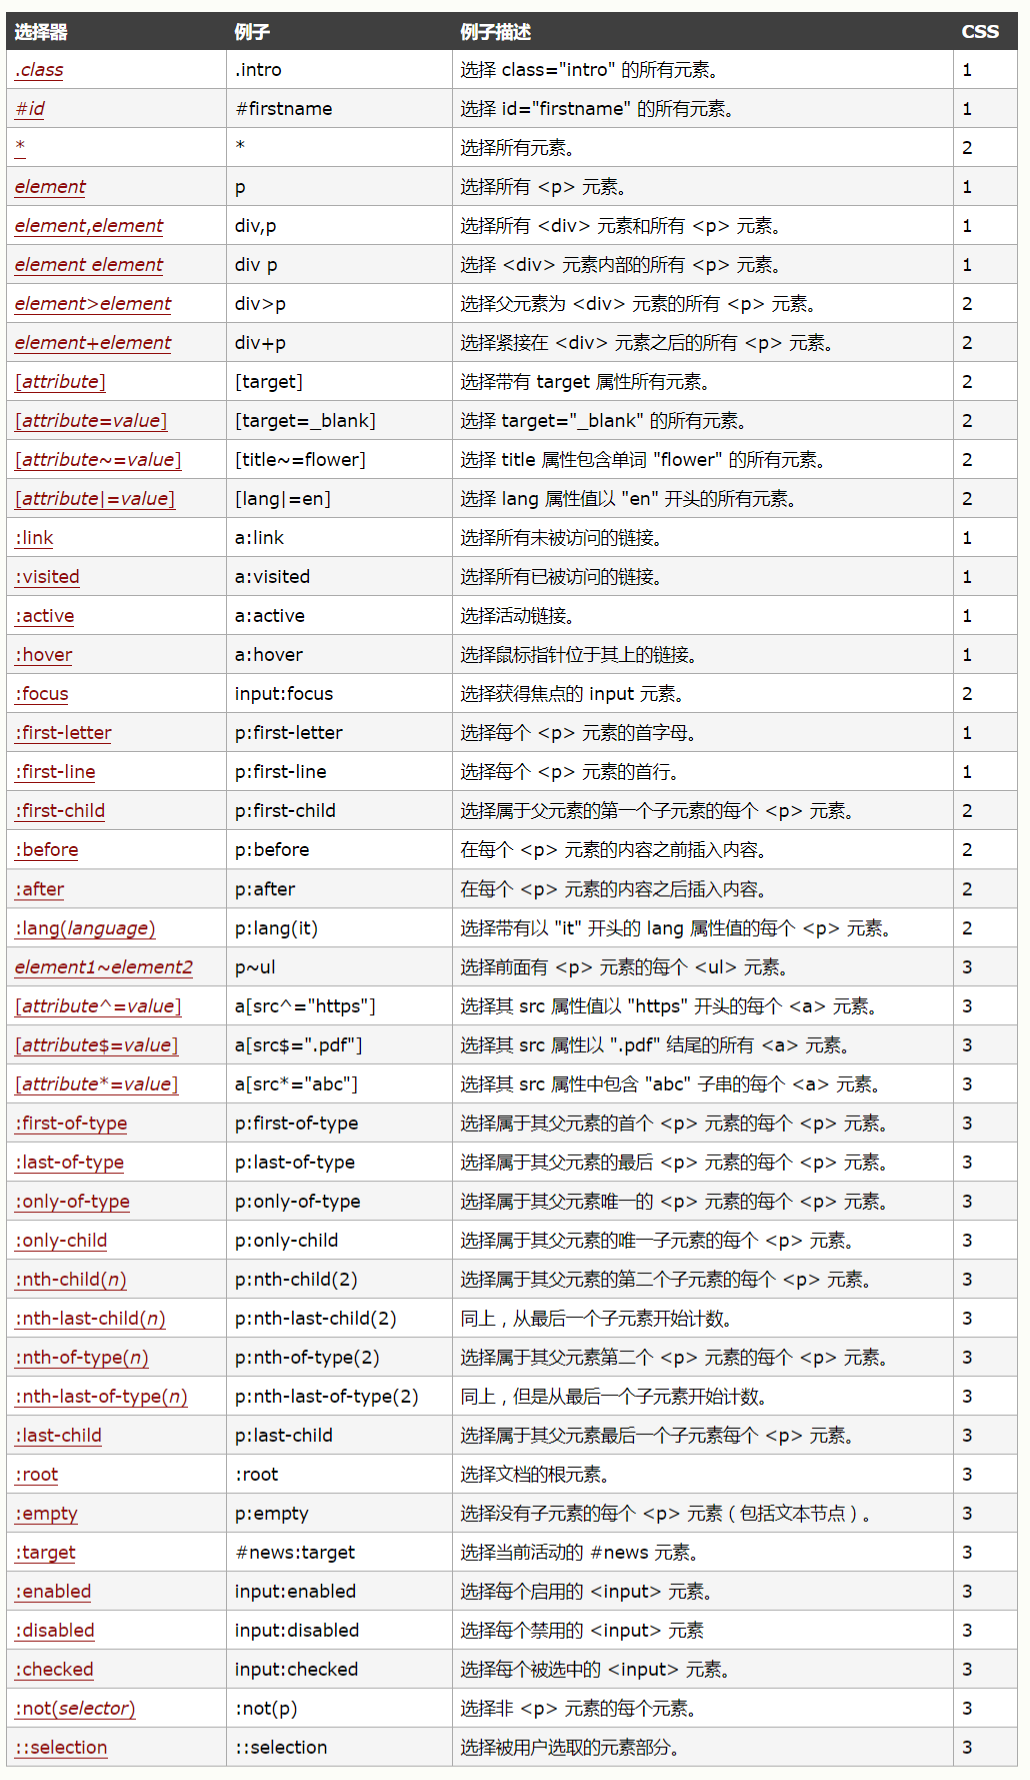 选择器 例子 例子描述 CSS
.class .intro 选择 class="intro" 的所有元素。 1
#id #firstname 选择 id="firstname" 的所有元素。 1
* * 选择所有元素。 2
element p 选择所有 <p> 元素。 1
element,element div,p 选择所有 <div> 元素和所有 <p> 元素。 1
element element div p 选择 <div> 元素内部的所有 <p> 元素。 1
element>element div>p 选择父元素为 <div> 元素的所有 <p> 元素。 2
element+element div+p 选择紧接在 <div> 元素之后的所有 <p> 元素。 2
[attribute] [target] 选择带有 target 属性所有元素。 2
[attribute=value] [target=_blank] 选择 target="_blank" 的所有元素。 2
[attribute~=value] [title~=flower] 选择 title 属性包含单词 "flower" 的所有元素。 2
[attribute|=value] [lang|=en] 选择 lang 属性值以 "en" 开头的所有元素。 2
:link a:link 选择所有未被访问的链接。 1
:visited a:visited 选择所有已被访问的链接。 1
:active a:active 选择活动链接。 1
:hover a:hover 选择鼠标指针位于其上的链接。 1
:focus input:focus 选择获得焦点的 input 元素。 2
:first-letter p:first-letter 选择每个 <p> 元素的首字母。 1
:first-line p:first-line 选择每个 <p> 元素的首行。 1
:first-child p:first-child 选择属于父元素的第一个子元素的每个 <p> 元素。 2
:before p:before 在每个 <p> 元素的内容之前插入内容。 2
:after p:after 在每个 <p> 元素的内容之后插入内容。 2
:lang(language) p:lang(it) 选择带有以 "it" 开头的 lang 属性值的每个 <p> 元素。 2
element1~element2 p~ul 选择前面有 <p> 元素的每个 <ul> 元素。 3
[attribute^=value] a[src^="https"] 选择其 src 属性值以 "https" 开头的每个 <a> 元素。 3
[attribute$=value] a[src$=".pdf"] 选择其 src 属性以 ".pdf" 结尾的所有 <a> 元素。 3
[attribute*=value] a[src*="abc"] 选择其 src 属性中包含 "abc" 子串的每个 <a> 元素。 3
:first-of-type p:first-of-type 选择属于其父元素的首个 <p> 元素的每个 <p> 元素。 3
:last-of-type p:last-of-type 选择属于其父元素的最后 <p> 元素的每个 <p> 元素。 3
:only-of-type p:only-of-type 选择属于其父元素唯一的 <p> 元素的每个 <p> 元素。 3
:only-child p:only-child 选择属于其父元素的唯一子元素的每个 <p> 元素。 3
:nth-child(n) p:nth-child(2) 选择属于其父元素的第二个子元素的每个 <p> 元素。 3
:nth-last-child(n) p:nth-last-child(2) 同上，从最后一个子元素开始计数。 3
:nth-of-type(n) p:nth-of-type(2) 选择属于其父元素第二个 <p> 元素的每个 <p> 元素。 3
:nth-last-of-type(n) p:nth-last-of-type(2) 同上，但是从最后一个子元素开始计数。 3
:last-child p:last-child 选择属于其父元素最后一个子元素每个 <p> 元素。 3
:root :root 选择文档的根元素。 3
:empty p:empty 选择没有子元素的每个 <p> 元素（包括文本节点）。 3
:target #news:target 选择当前活动的 #news 元素。 3
:enabled input:enabled 选择每个启用的 <input> 元素。 3
:disabled input:disabled 选择每个禁用的 <input> 元素 3
:checked input:checked 选择每个被选中的 <input> 元素。 3
:not(selector) :not(p) 选择非 <p> 元素的每个元素。 3
::selection ::selection 选择被用户选取的元素部分。 3